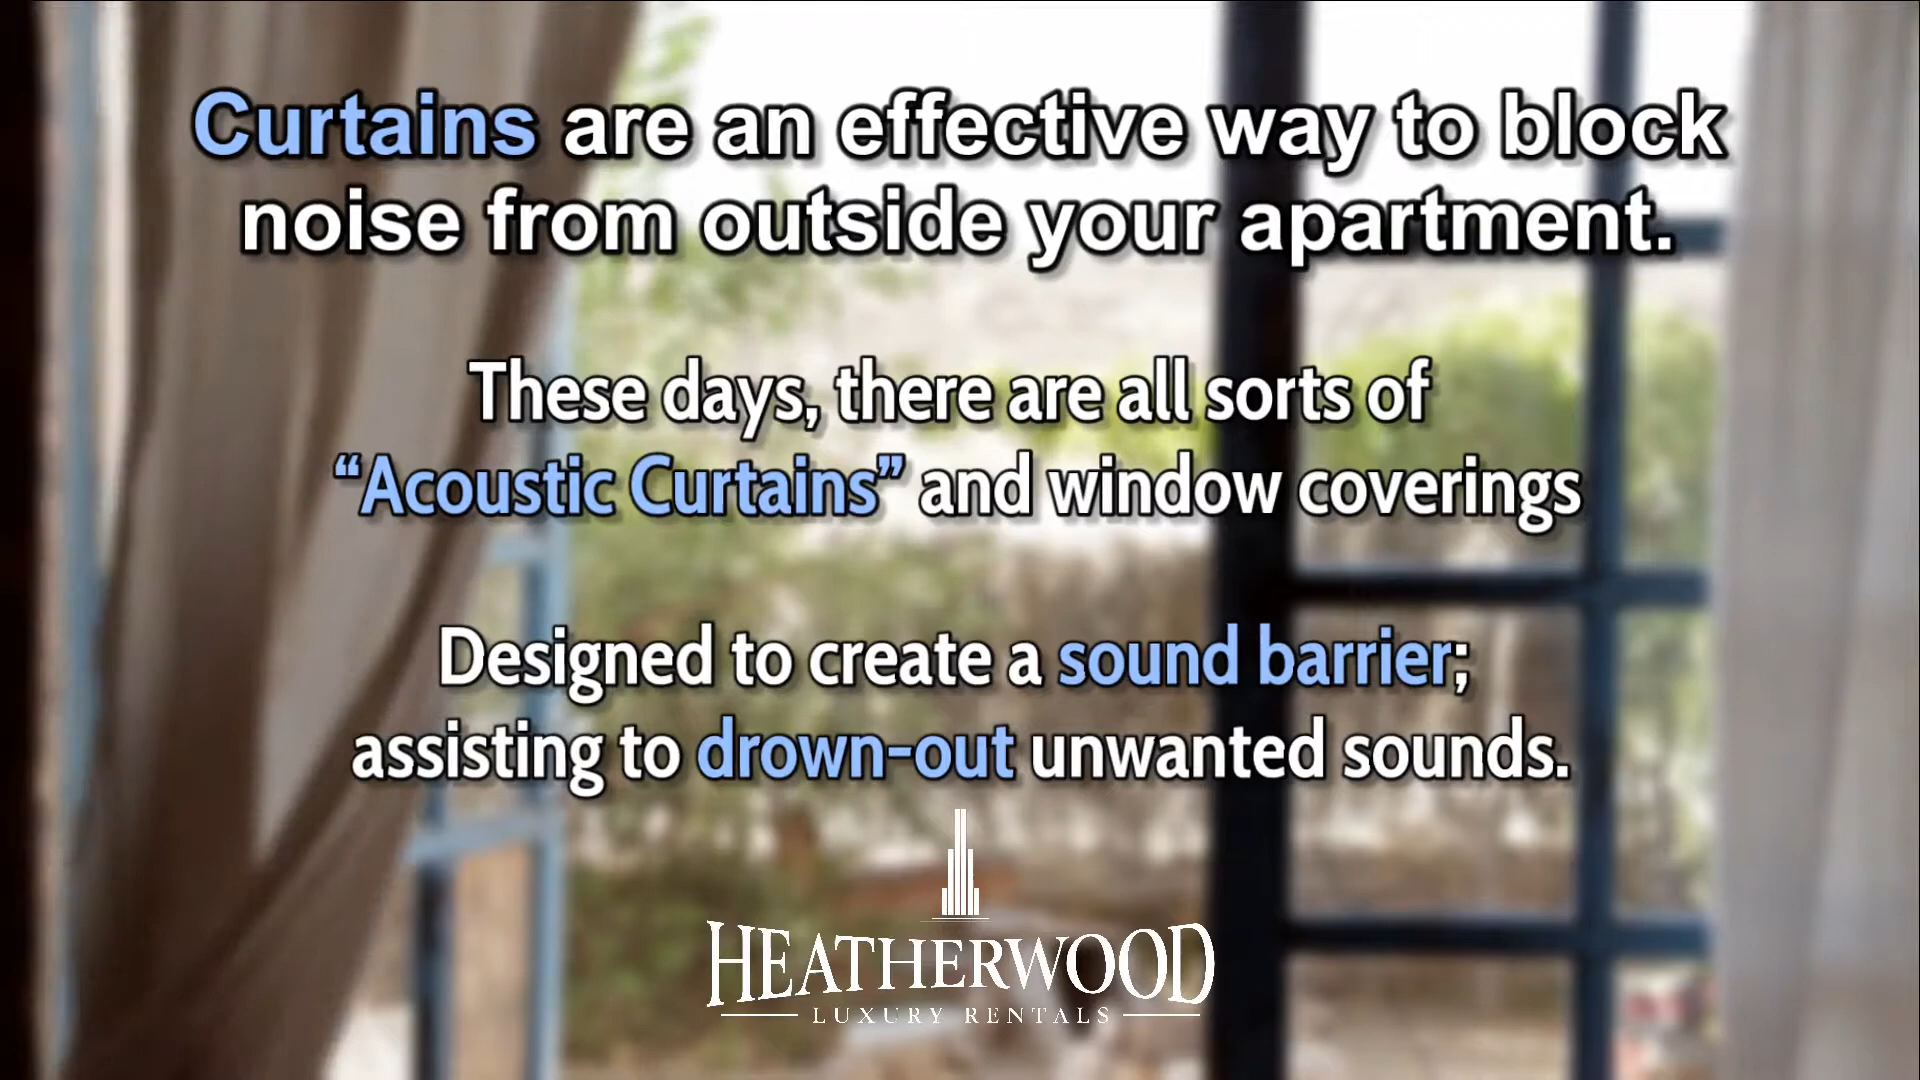 Curtains are an effective way to block
noise from outside your apartment.
These days, there are all sorts of
“Acoustic Curtains” and window coverings
Designed to create a sound barrier;
assisting to drown-out unwanted sounds.
HEATHERWOOD
LUXURY RENTALS